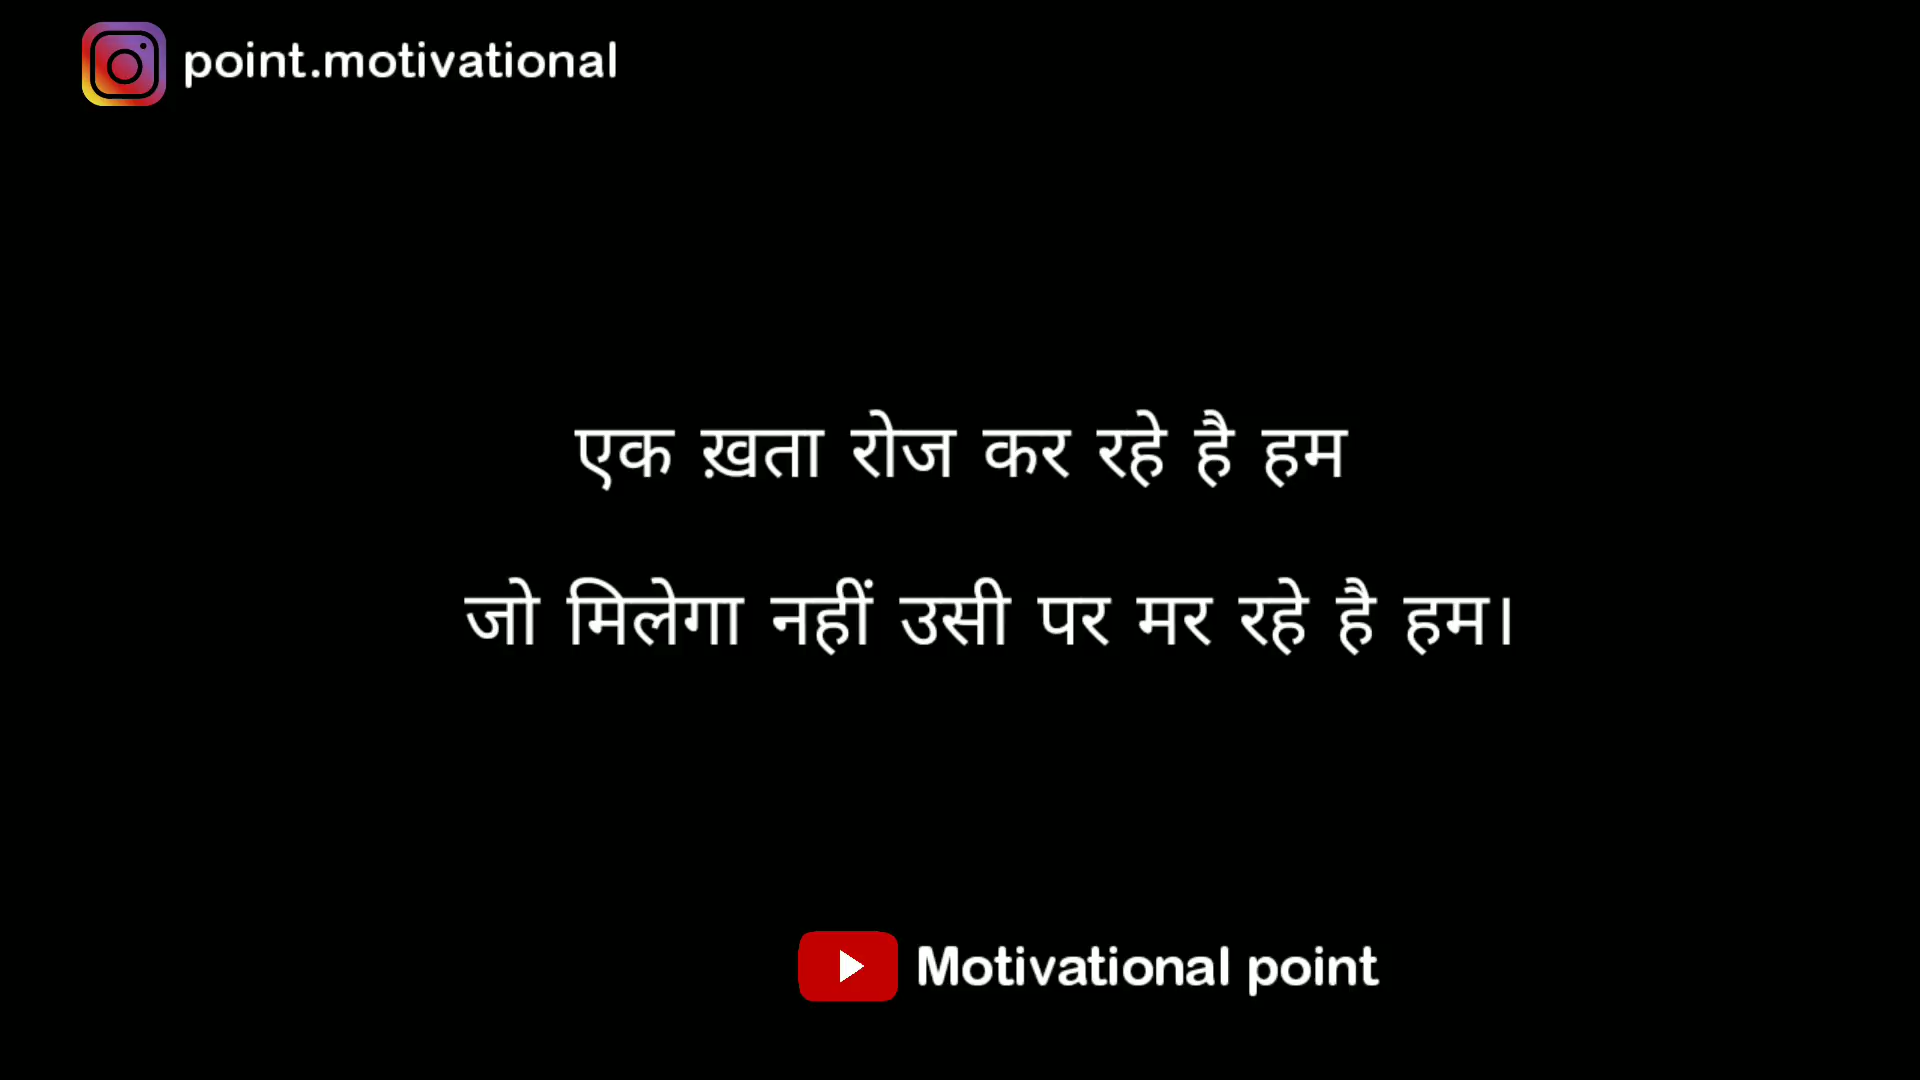 point.motivational
एक ख़ता रोज कर रहे है हम
जो मिलेगा नहीं उसी पर मर रहे है हम।
Motivational point